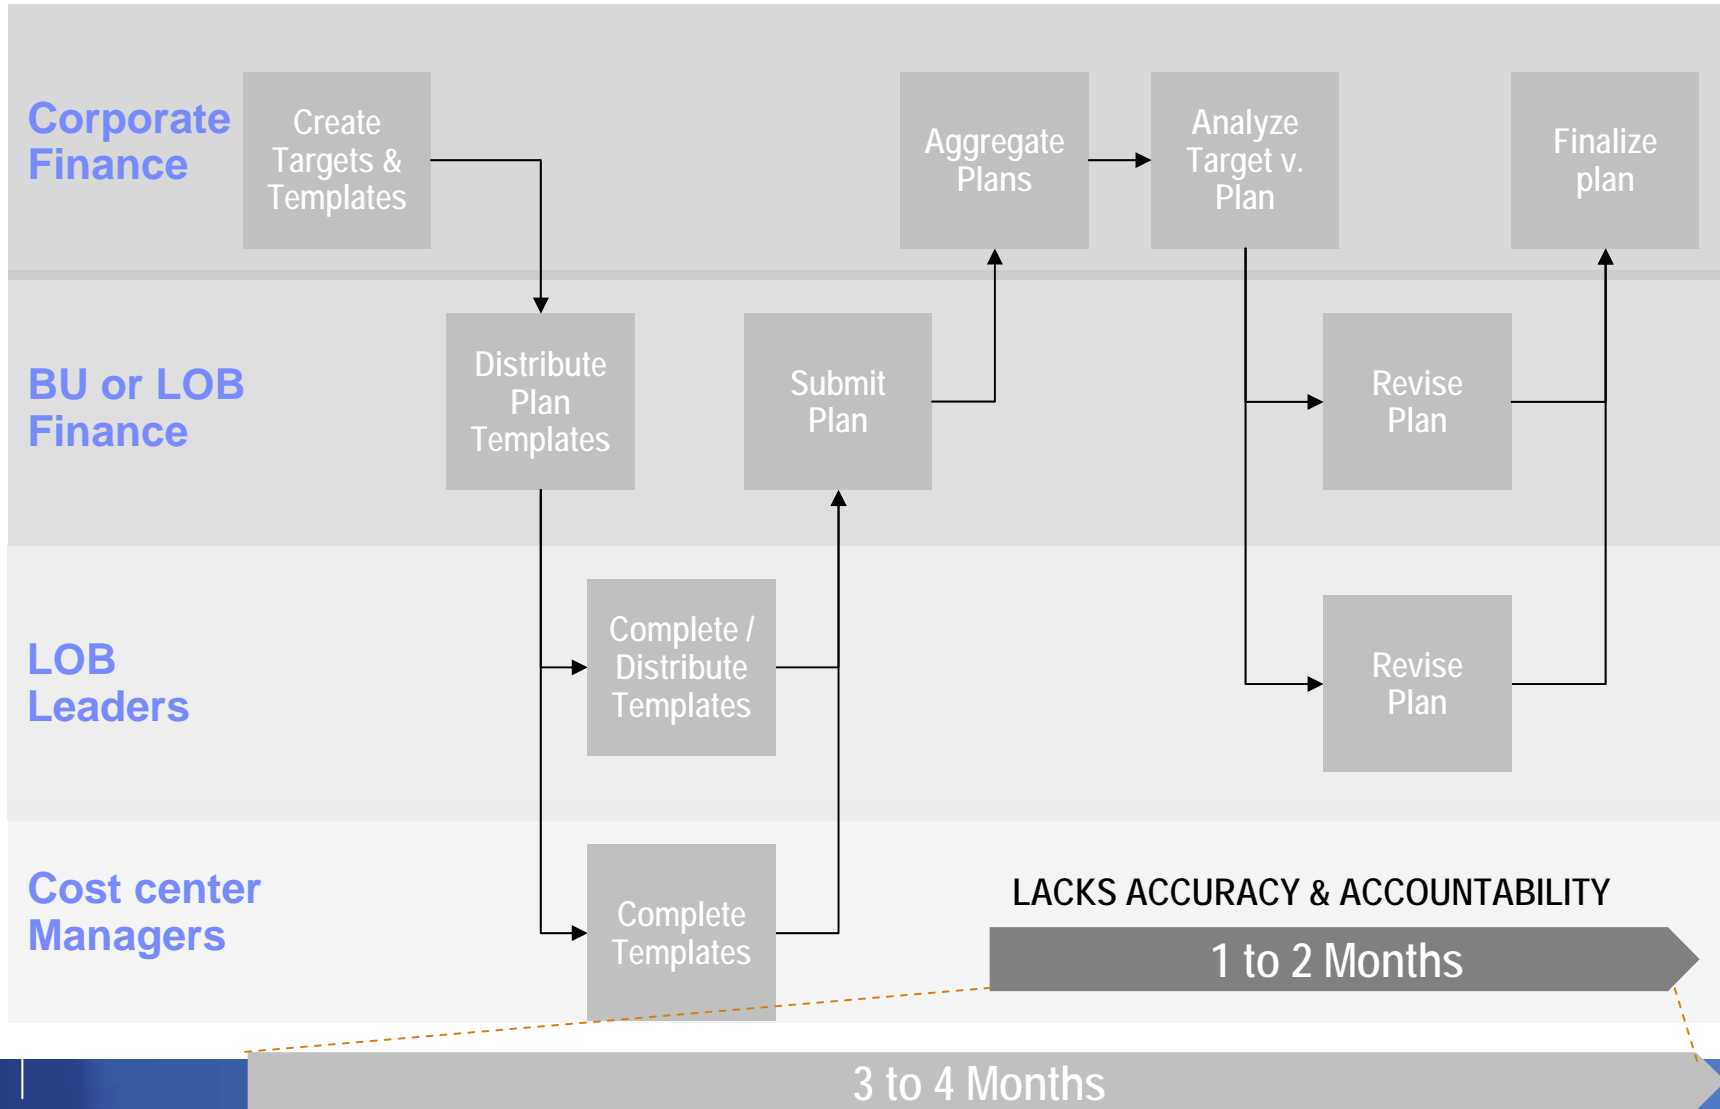 Corporate
Finance
Create
Targets &
Templates
Aggregate
Plans
Analyze
Target v.
Plan
Finalize
plan
BU or LOB
Finance
Distribute
Plan
Templates
Submit
Plan
Revise
Plan
LOB
Leaders
Complete /
Distribute
Templates
Revise
Plan
Cost center
Managers
Complete
Templates
LACKS ACCURACY & ACCOUNTABILITY
1 to 2 Months
3 to 4 Months